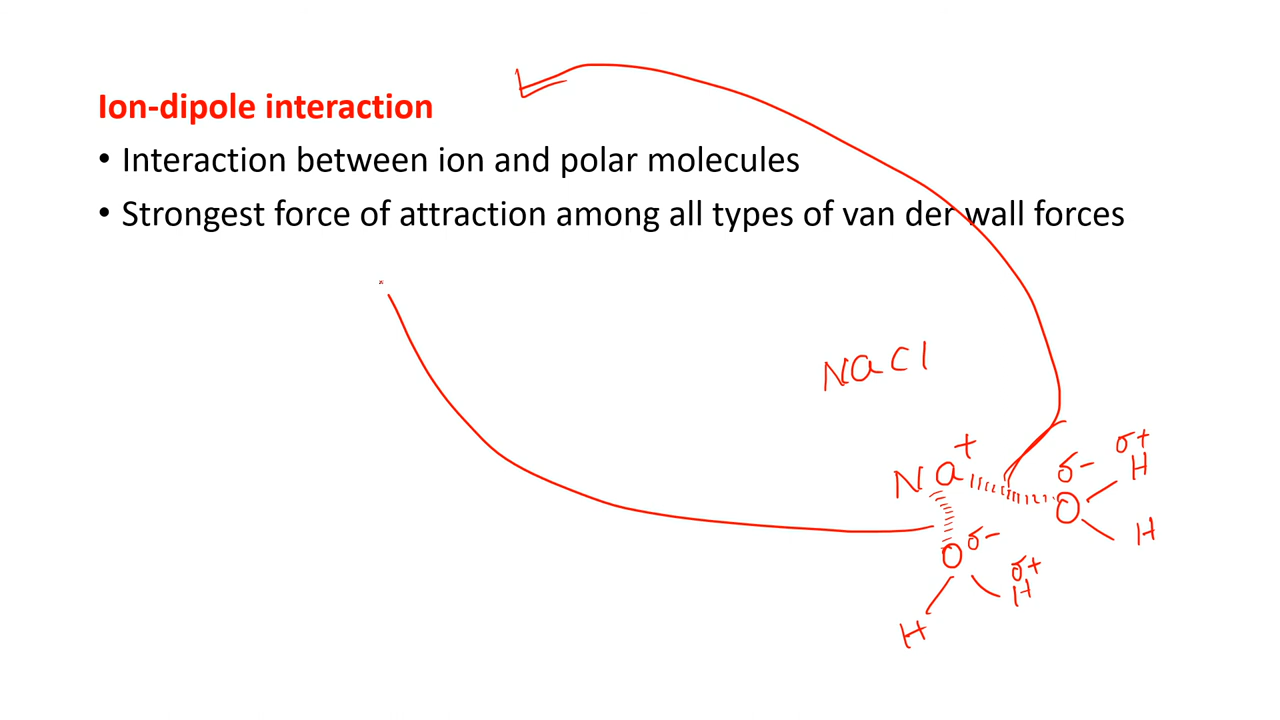 Ion-dipole interaction
• Interaction between ion and polar molecules
• Strongest force of attraction among all types of van der wall forces
NaCl
Na+
δ- δ+
O H
H
O δ- δ+
H
H